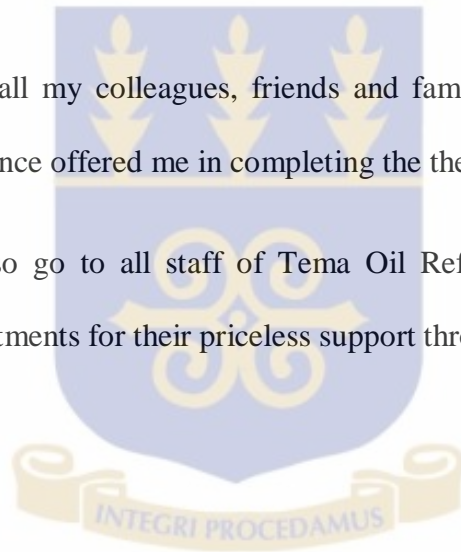 all my colleagues, friends and fam
nce offered me in completing the the
so go to all staff of Tema Oil Ref
tments for their priceless support thr
INTEGRI PROCEDAMUS